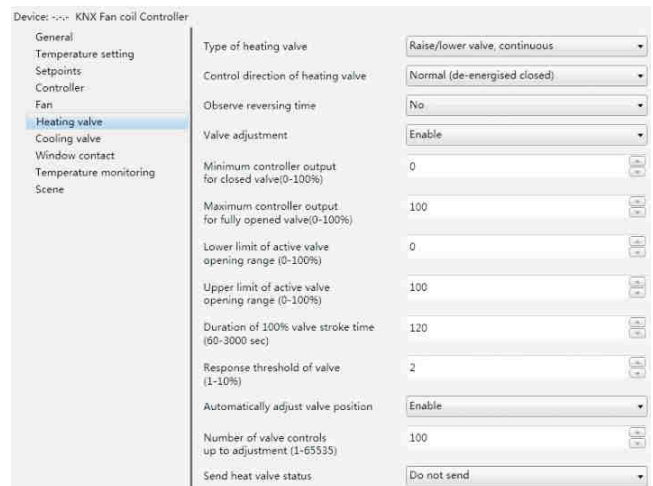 Device: -.-.- KNX Fan coil Controller
General
Temperature setting
Setpoints
Controller
Fan
Heating valve
Cooling valve
Window contact
Temperature monitoring
Scene
Type of heating valve
Raise/lower valve, continuous
Control direction of heating valve
Normal (de-energised closed)
Observe reversing time
No
Valve adjustment
Enable
Minimum controller output
for closed valve(0-100%)
0
Maximum controller output
for fully opened valve(0-100%)
100
Lower limit of active valve
opening range (0-100%)
0
Upper limit of active valve
opening range (0-100%)
100
Duration of 100% valve stroke time
(60-3000 sec)
120
Response threshold of valve
(1-10%)
2
Automatically adjust valve position
Enable
Number of valve controls
up to adjustment (1-65535)
100
Send heat valve status
Do not send